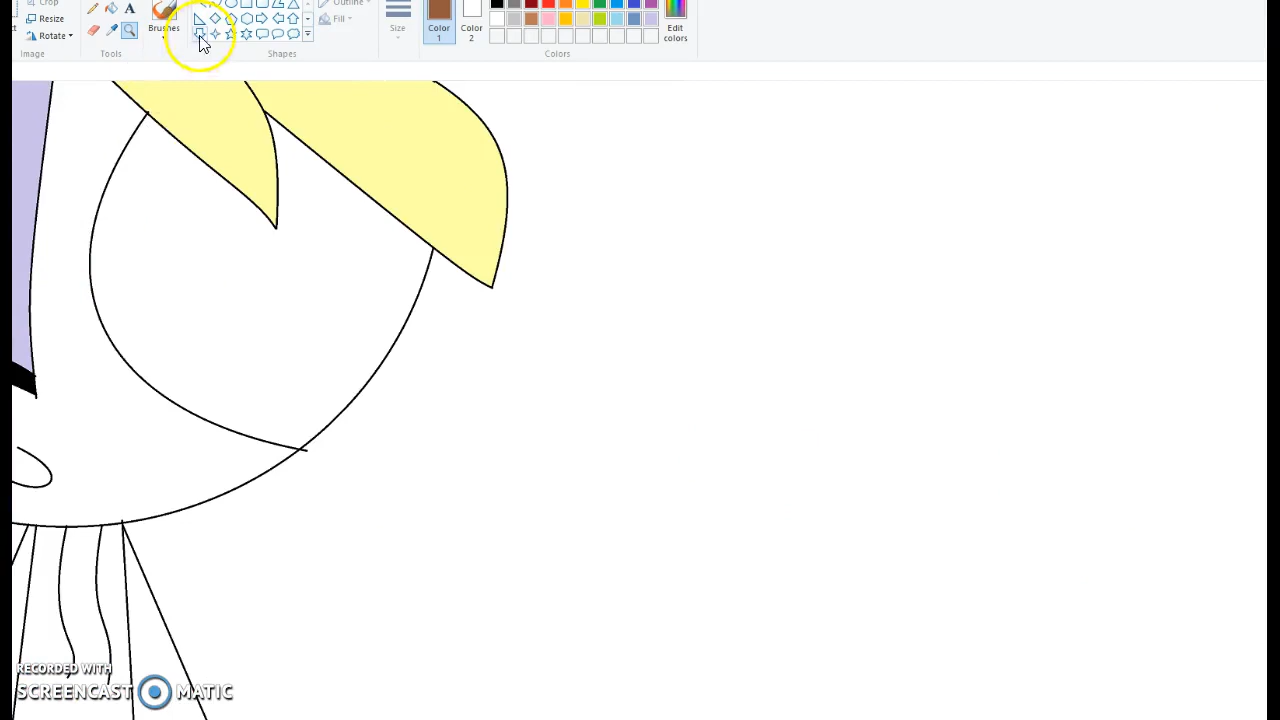 Crop
Outline
Resize
Fill
Rotate
Brushes
Size
Color
1
Color
2
Edit
colors
Image
Tools
Shapes
Colors
A
RECORDED WITH
SCREENCAST MATIC